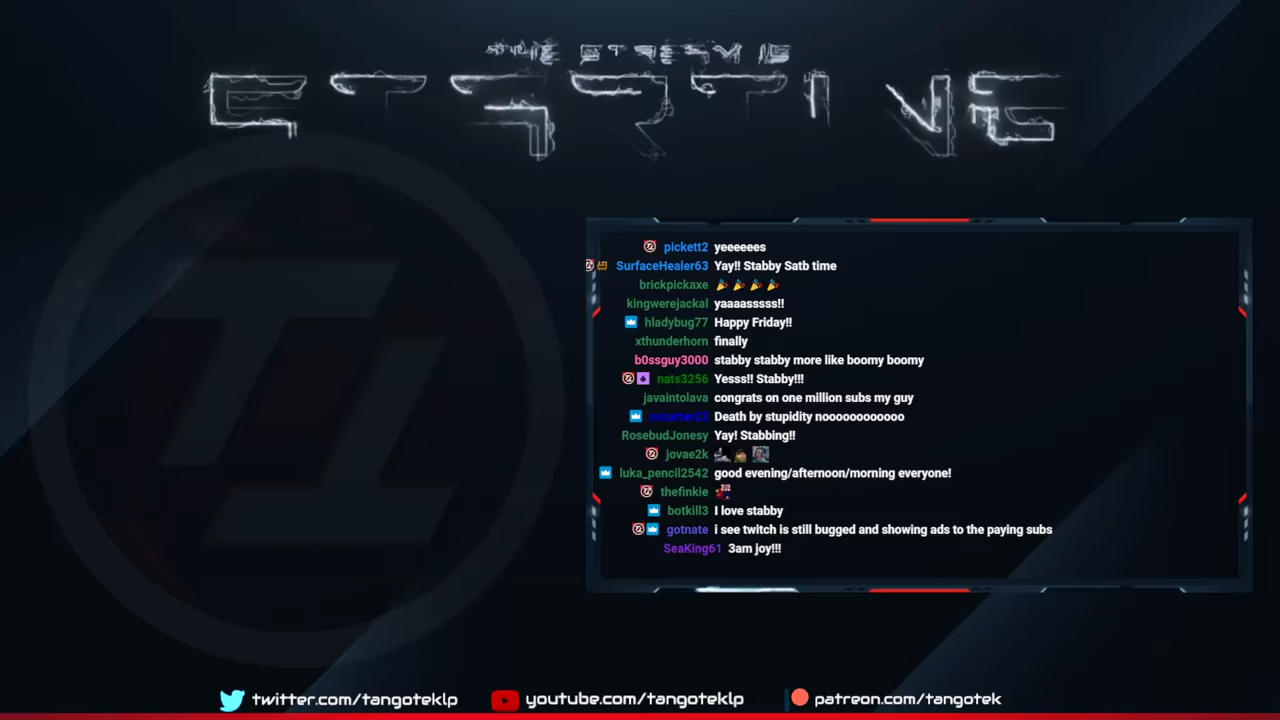 THE STREAM IS
STARTING
pickett2 yeeeeees
SurfaceHealer63 Yay!! Stabby Satb time
brickpickaxe 🎉 🎉 🎉 🎉
kingwerejackal yaaaasssss!!
hladybug77 Happy Friday!!
xthunderhorn finally
b0ssguy3000 stabby stabby more like boomy boomy
nats3256 Yesss!! Stabby!!!
javaintolava congrats on one million subs my guy
Death by stupidity noooooooooooo
RosebudJonesy Yay! Stabbing!!
jovae2k
luka_pencil2542 good evening/afternoon/morning everyone!
thefinkie
botkill3 I love stabby
gotnate i see twitch is still bugged and showing ads to the paying subs
SeaKing61 3am joy!!!
twitter.com/tangoteklp youtube.com/tangoteklp patreon.com/tangotek